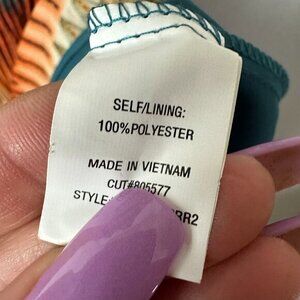 SELF/LINING:
100%POLYESTER
MADE IN VIETNAM
CUT#805577